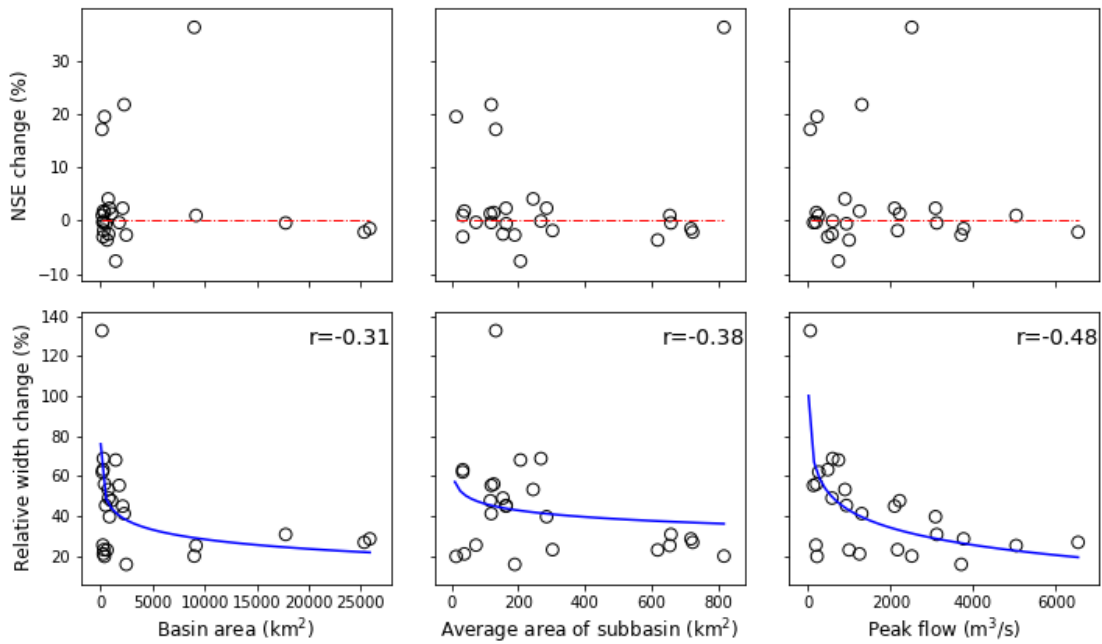 NSE change (%)
30
20
10
0
−10
Relative width change (%)
140
120
100
80
60
40
20
r=-0.31
r=-0.38
r=-0.48
0 5000 10000 15000 20000 25000
0 200 400 600 800
0 2000 4000 6000
Basin area (km²)
Average area of subbasin (km²)
Peak flow (m³/s)